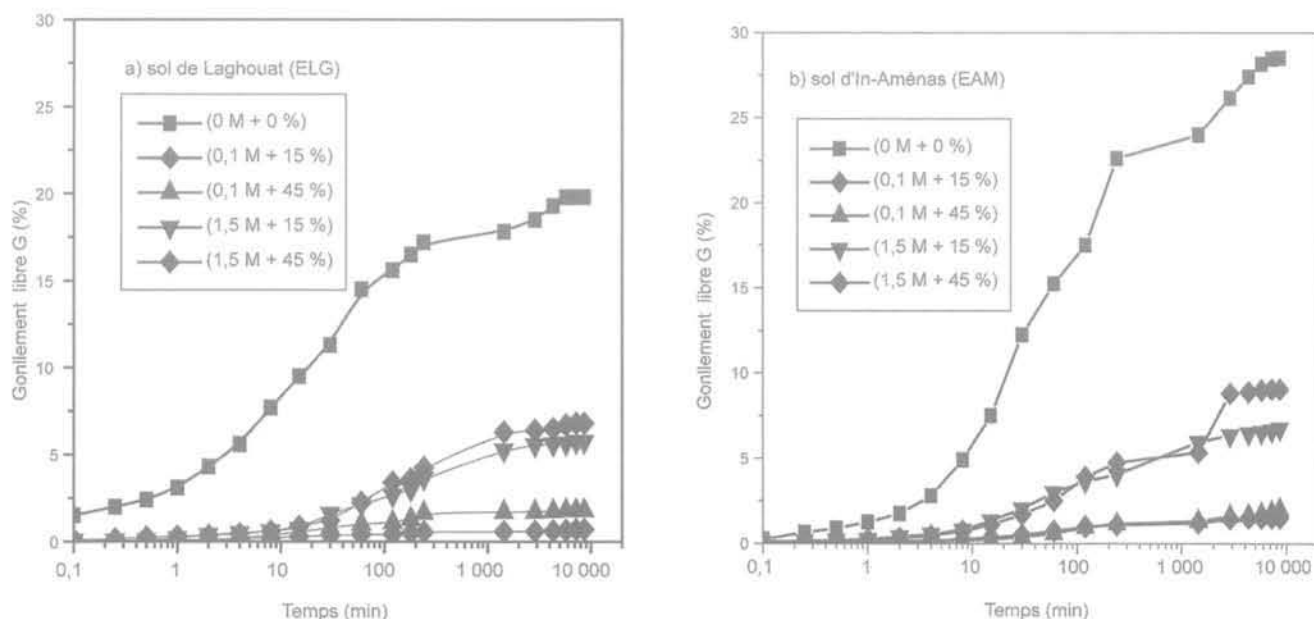 a) sol de Laghouat (ELG)
(0 M + 0 %)
(0,1 M + 15 %)
(0,1 M + 45 %)
(1,5 M + 15 %)
(1,5 M + 45 %)
Gonflement libre G (%)
30
25
20
15
10
5
0
0,1
1
10
100
1 000
10 000
Temps (min)
b) sol d'In-Aménas (EAM)
(0 M + 0 %)
(0,1 M + 15 %)
(0,1 M + 45 %)
(1,5 M + 15 %)
(1,5 M + 45 %)
Gonflement libre G (%)
30
25
20
15
10
5
0
0,1
1
10
100
1 000
10 000
Temps (min)